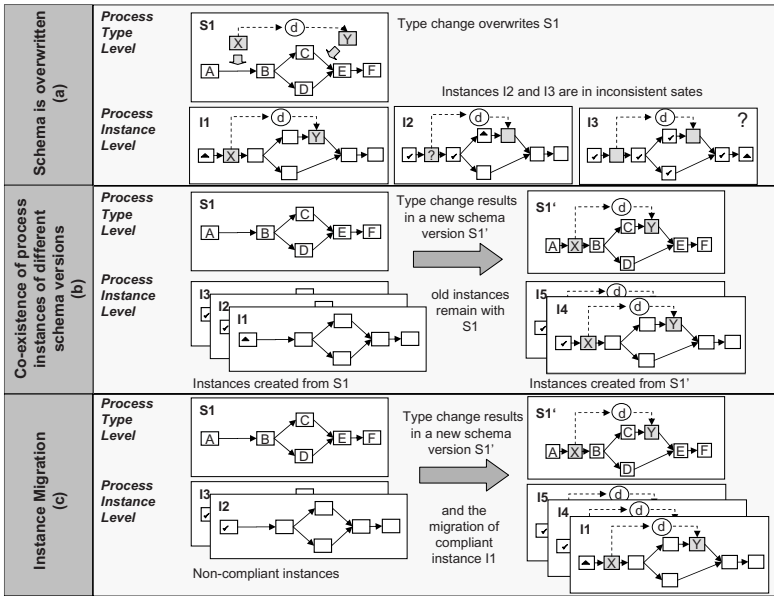 Schema is overwritten
(a)
Process
Type
Level
S1
d
X
Y
C
A
B
E
F
D
Type change overwrites S1
Instances I2 and I3 are in inconsistent sates
Process
Instance
Level
I1
d
X
Y
I2
d
?
I3
d
?
Co-existence of process
instances of different
schema versions
(b)
Process
Type
Level
S1
C
A
B
E
F
D
Type change results
in a new schema
version S1'
S1'
d
C
Y
A
X
B
E
F
D
Process
Instance
Level
I3
I2
I1
old instances
remain with
S1
I5
d
I4
d
X
Y
Instances created from S1
Instances created from S1'
Instance Migration
(c)
Process
Type
Level
S1
C
A
B
E
F
D
Type change results
in a new schema
version S1'
S1'
d
C
Y
A
X
B
E
F
D
Process
Instance
Level
I3
I2
and the
migration of
compliant
instance I1
I5
d
I4
d
I1
d
X
Y
Non-compliant instances